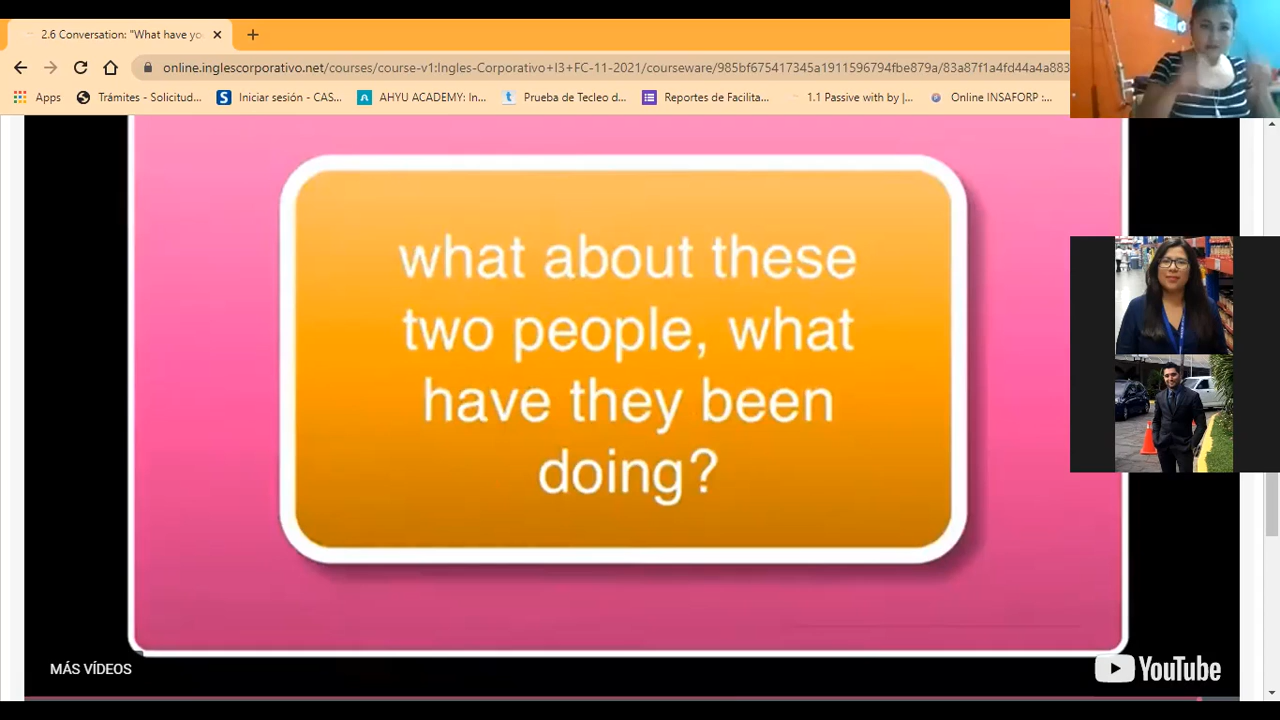 2.6 Conversation: "What have yo
online.inglescorporativo.net/courses/course-v1:Ingles-Corporativo+I3+FC-11-2021/courseware/985bf675417345a1911596794fbe879a/83a87f1a4fd44a4a883
Apps Trámites - Solicitud... Iniciar sesión - CAS... AHYU ACADEMY: In... Prueba de Tecleo d... Reportes de Facilita... 1.1 Passive with by |... Online INSAFORP :...
what about these
two people, what
have they been
doing?
MÁS VÍDEOS
YouTube